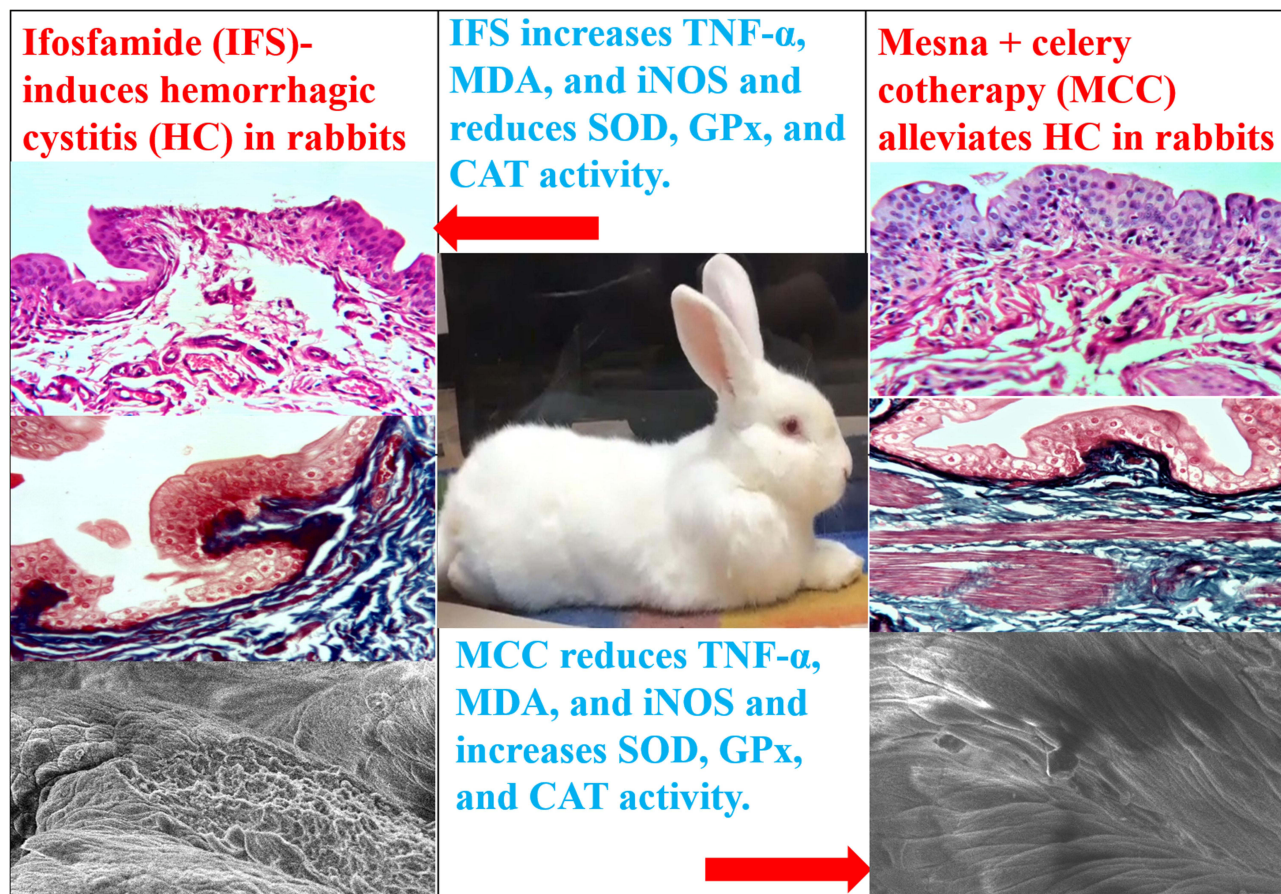 Ifosfamide (IFS)-
induces hemorrhagic
cystitis (HC) in rabbits
IFS increases TNF-α,
MDA, and iNOS and
reduces SOD, GPx, and
CAT activity.
Mesna + celery
cotherapy (MCC)
alleviates HC in rabbits
MCC reduces TNF-α,
MDA, and iNOS and
increases SOD, GPx,
and CAT activity.